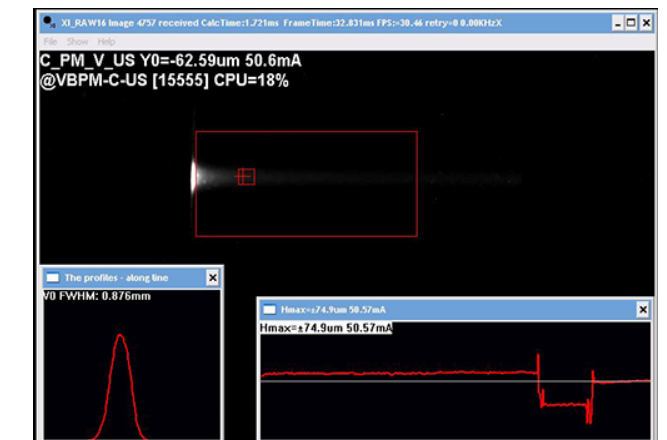 XI_RAW16 Image 4757 received CalcTime:1.721ms FrameTime:32.831ms FPS:=30.46 retry=0 0.00KHzX
File Show Help
C_PM_V_US Y0=-62.59um 50.6mA
@VBPM-C-US [15555] CPU=18%
The profiles - along line
V0 FWHM: 0.876mm
Hmax=±74.9um 50.57mA
Hmax=±74.9um 50.57mA